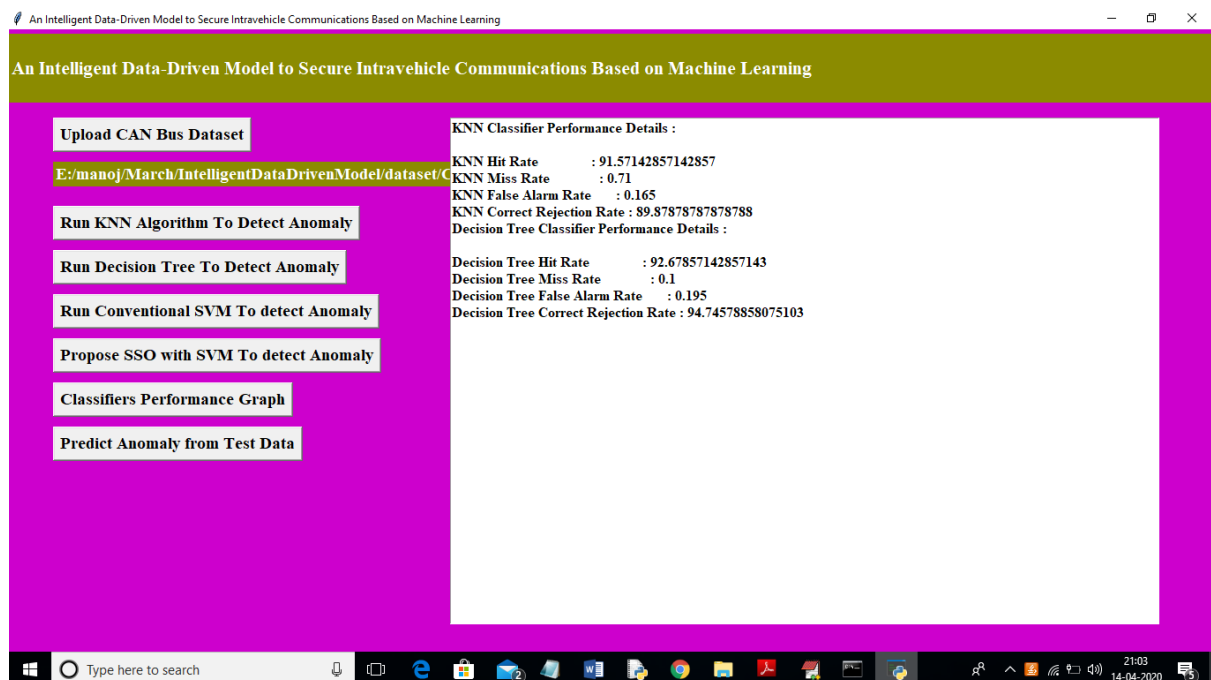 An Intelligent Data-Driven Model to Secure Intravehicle Communications Based on Machine Learning
An Intelligent Data-Driven Model to Secure Intravehicle Communications Based on Machine Learning
Upload CAN Bus Dataset
E:/manoj/March/IntelligentDataDrivenModel/dataset/C
Run KNN Algorithm To Detect Anomaly
Run Decision Tree To Detect Anomaly
Run Conventional SVM To detect Anomaly
Propose SSO with SVM To detect Anomaly
Classifiers Performance Graph
Predict Anomaly from Test Data
KNN Classifier Performance Details :
KNN Hit Rate : 91.57142857142857
KNN Miss Rate : 0.71
KNN False Alarm Rate : 0.165
KNN Correct Rejection Rate : 89.87878787878788
Decision Tree Classifier Performance Details :
Decision Tree Hit Rate : 92.67857142857143
Decision Tree Miss Rate : 0.1
Decision Tree False Alarm Rate : 0.195
Decision Tree Correct Rejection Rate : 94.74578858075103
Type here to search
21:03
14-04-2020